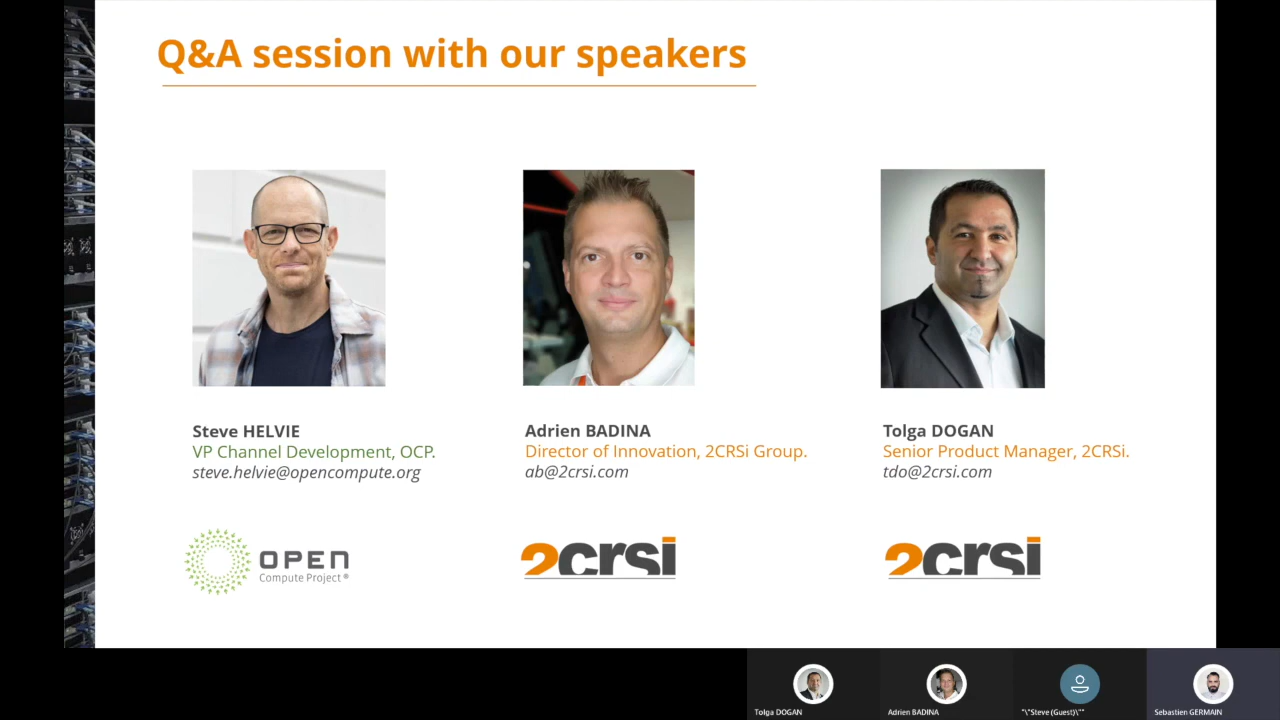 Q&A session with our speakers
Steve HELVIE
VP Channel Development, OCP.
steve.helvie@opencompute.org
Adrien BADINA
Director of Innovation, 2CRSi Group.
ab@2crsi.com
Tolga DOGAN
Senior Product Manager, 2CRSi.
tdo@2crsi.com
OPEN
Compute Project ®
2crsi
2crsi
Tolga DOGAN
Adrien BADINA
"\"Steve (Guest)\""
Sebastien GERMAIN